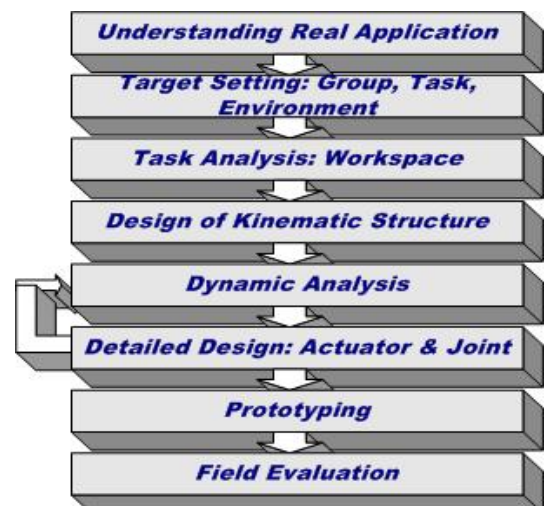 Understanding Real Application
Target Setting: Group, Task,
Environment
Task Analysis: Workspace
Design of Kinematic Structure
Dynamic Analysis
Detailed Design: Actuator & Joint
Prototyping
Field Evaluation